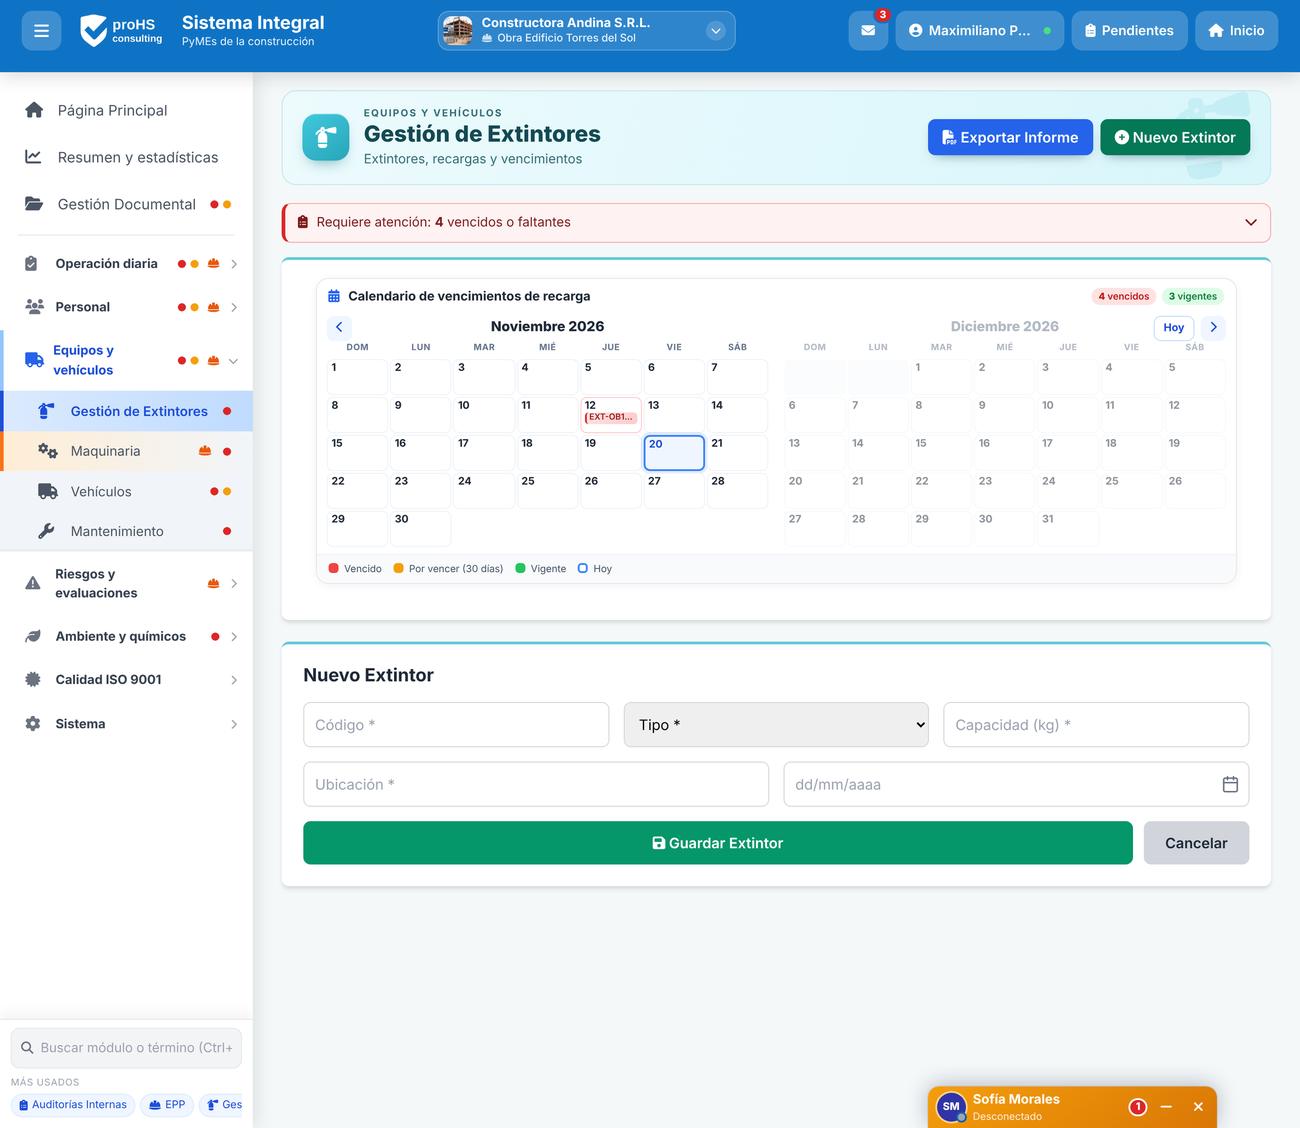 proHS
consulting
Sistema Integral
PyMEs de la construcción
Constructora Andina S.R.L.
Obra Edificio Torres del Sol
3
Maximiliano P...
Pendientes
Inicio
Página Principal
Resumen y estadísticas
Gestión Documental
Operación diaria
Personal
Equipos y
vehículos
Gestión de Extintores
Maquinaria
Vehículos
Mantenimiento
Riesgos y
evaluaciones
Ambiente y químicos
Calidad ISO 9001
Sistema
Buscar módulo o término (Ctrl+
MÁS USADOS
Auditorías Internas
EPP
Ges
EQUIPOS Y VEHÍCULOS
Gestión de Extintores
Extintores, recargas y vencimientos
PDF Exportar Informe
Nuevo Extintor
Requiere atención: 4 vencidos o faltantes
Calendario de vencimientos de recarga
4 vencidos
3 vigentes
Noviembre 2026
DOM LUN MAR MIÉ JUE VIE SÁB
1 2 3 4 5 6 7
8 9 10 11 12 13 14
EXT-OB1...
15 16 17 18 19 20 21
22 23 24 25 26 27 28
29 30
Diciembre 2026
Hoy
DOM LUN MAR MIÉ JUE VIE SÁB
1 2 3 4 5
6 7 8 9 10 11 12
13 14 15 16 17 18 19
20 21 22 23 24 25 26
27 28 29 30 31
Vencido
Por vencer (30 días)
Vigente
Hoy
Nuevo Extintor
Código *
Tipo *
Capacidad (kg) *
Ubicación *
dd/mm/aaaa
Guardar Extintor
Cancelar
SM
Sofía Morales
Desconectado
1